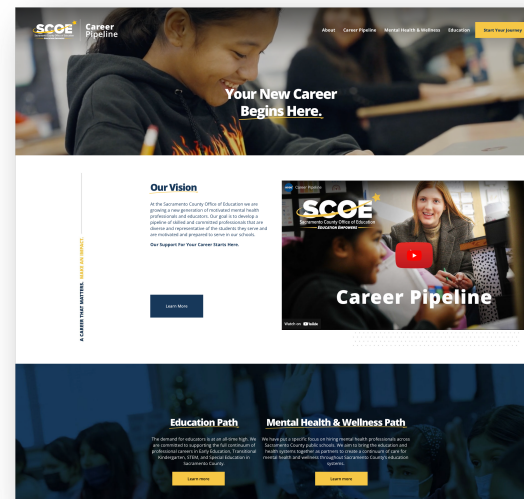 SCOE
Career
Pipeline
About Career Pipeline Mental Health & Wellness Education Start Your Journey
Your New Career
Begins Here.
A CAREER THAT MATTERS. MAKE AN IMPACT.
Our Vision
At the Sacramento County Office of Education we are
growing a new generation of motivated mental health
professionals and educators. Our goal is to develop a
pipeline of skilled and committed professionals that are
diverse and representative of the students they serve and
are motivated and prepared to serve in our schools.
Our Support For Your Career Starts Here.
Learn More
Career Pipeline
SCOE
Sacramento County Office of Education
EDUCATION EMPOWERS
Career Pipeline
Watch on YouTube
Education Path
The demand for educators is at an all-time high. We
are committed to supporting the full continuum of
professional careers in Early Education, Transitional
Kindergarten, STEM, and Special Education in
Sacramento County.
Learn more
Mental Health & Wellness Path
We have put a specific focus on hiring mental health professionals across
Sacramento County public schools. We aim to bring the education and
health systems together as partners to create a continuum of care for
mental health and wellness throughout Sacramento County's education
systems.
Learn more